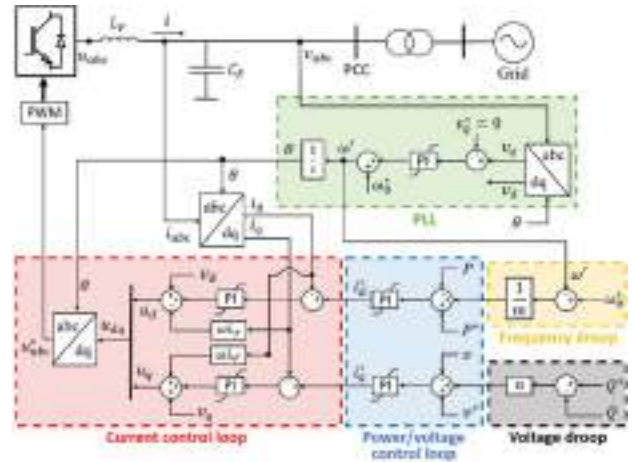 L_F
i
u_abc
C_F
v_abc
PCC
Grid
PWM
v_q^* = 0
θ
1
s
ω'
PI
v_q
abc
dq
v_d
ω_0^*
PLL
θ
θ
abc
dq
i_d
i_q
i_abc
θ
v_d
u_d
PI
i_d^*
PI
P
P^*
1
m
ω'
ω_0^*
Frequency droop
abc
dq
u_dq
u_abc^*
ωL_F
ωL_F
u_q
PI
i_q^*
PI
v
n
v_q
Current control loop
Power/voltage
control loop
Voltage droop